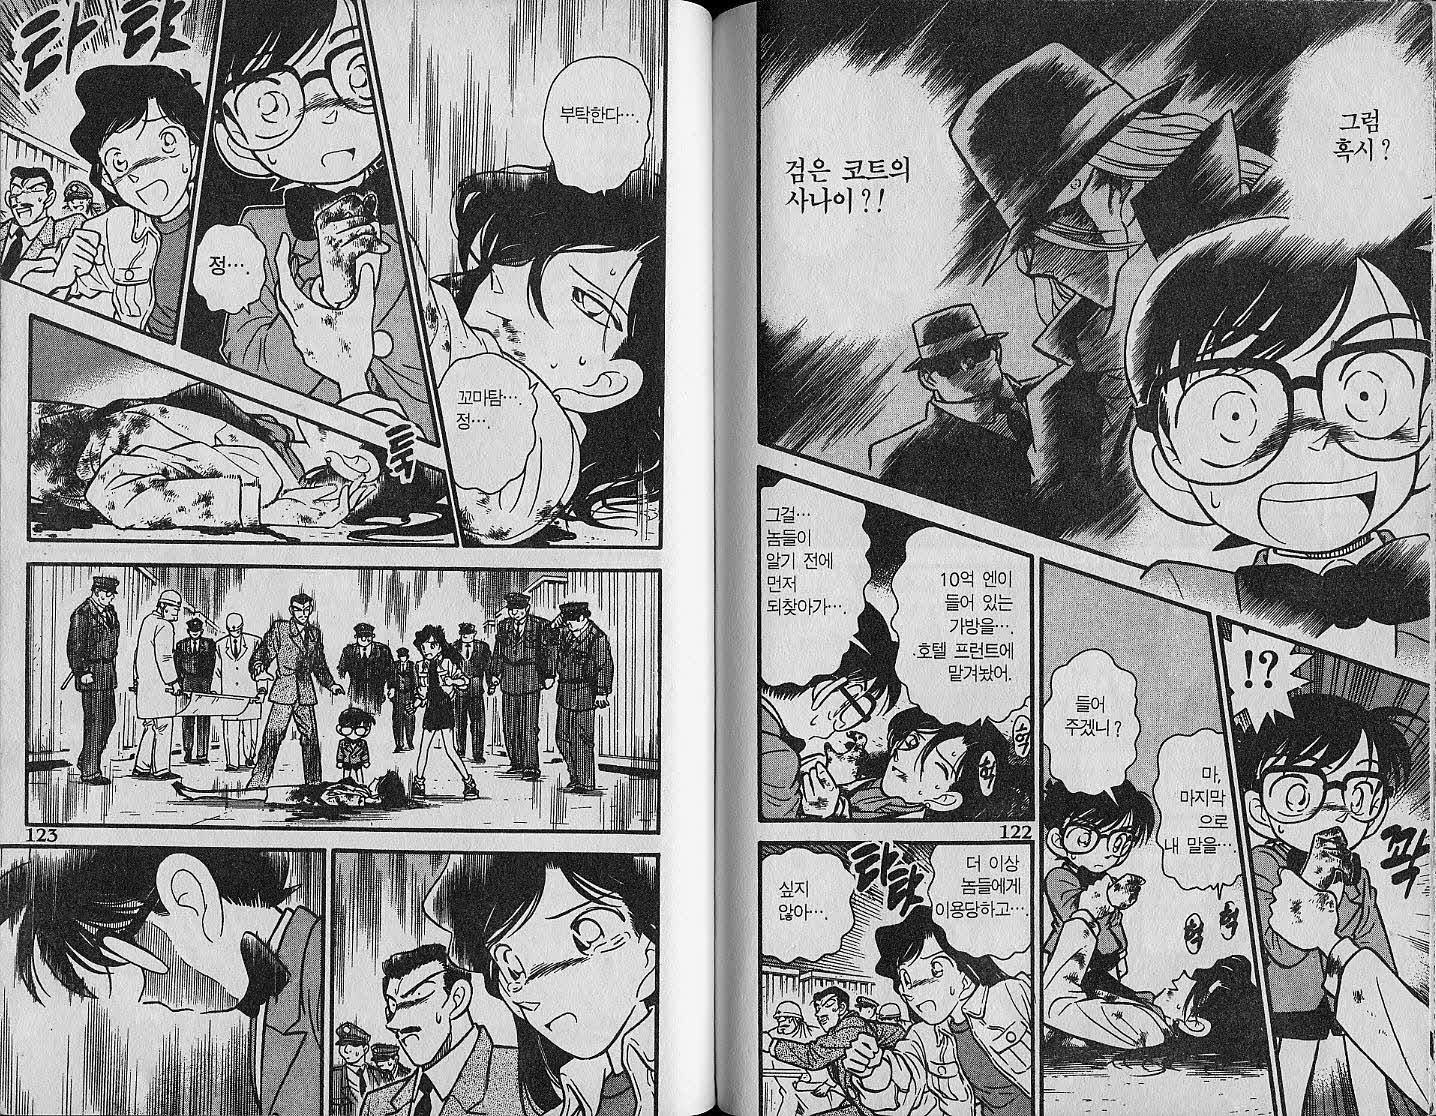 그럼
혹시?
검은 코트의
사나이?!
!?
꽉
마,
마지막
으로
내 말을….
헉
헉
들어
주겠니?
10억 엔이
들어 있는
가방을….
호텔 프런트에
맡겨놨어.
헉
헉
그걸…
놈들이
알기 전에
먼저
되찾아가….
122
더 이상
놈들에게
이용당하고….
타 탓
싶지
않아….
부탁한다….
꼬마탐….
정….
정….
타 탓
툭
123